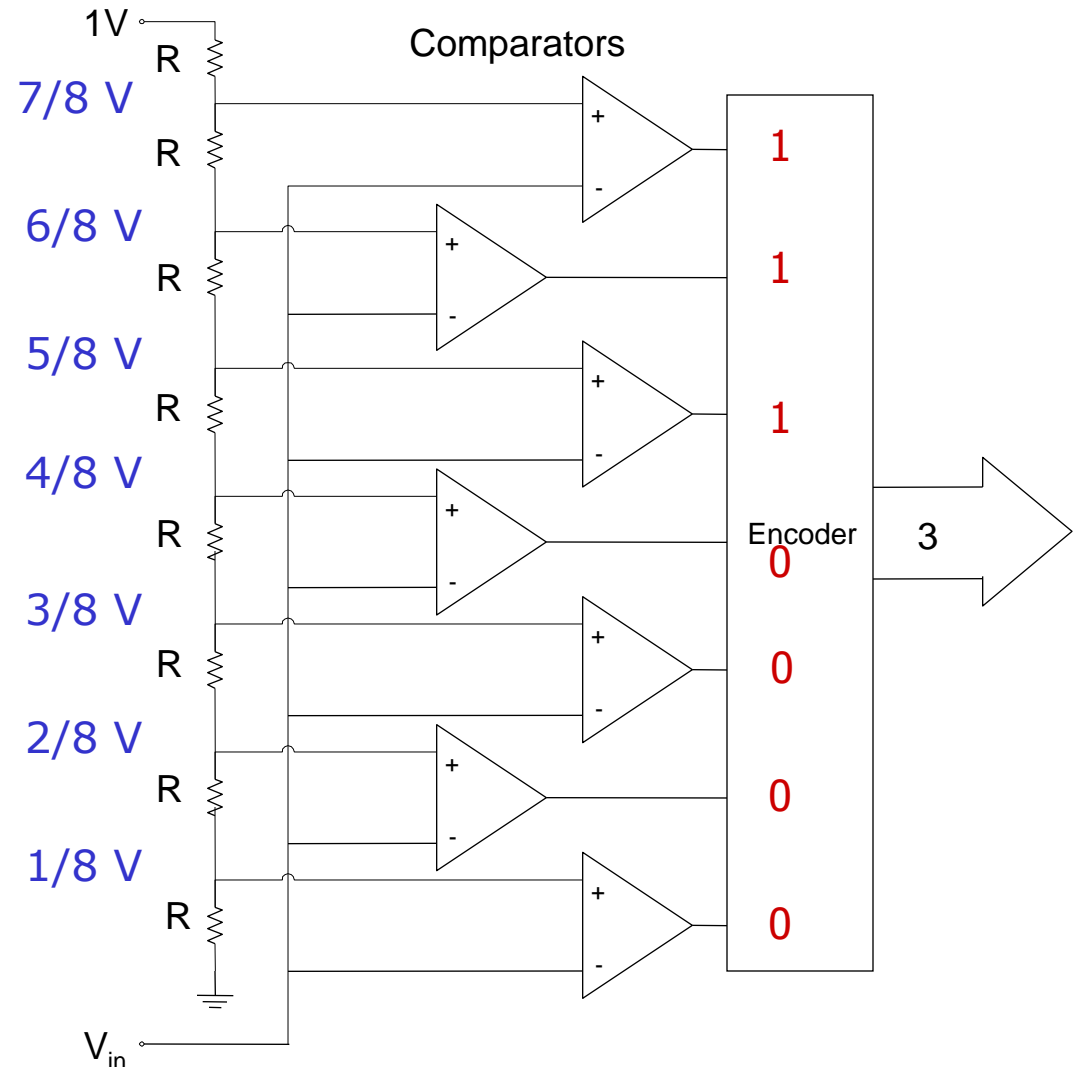 1V
Comparators
R
7/8 V
+
1
R
-
6/8 V
+
1
R
-
5/8 V
+
1
R
-
4/8 V
+
Encoder
3
R
0
-
3/8 V
+
0
R
-
2/8 V
+
0
R
-
1/8 V
+
0
R
-
Vin